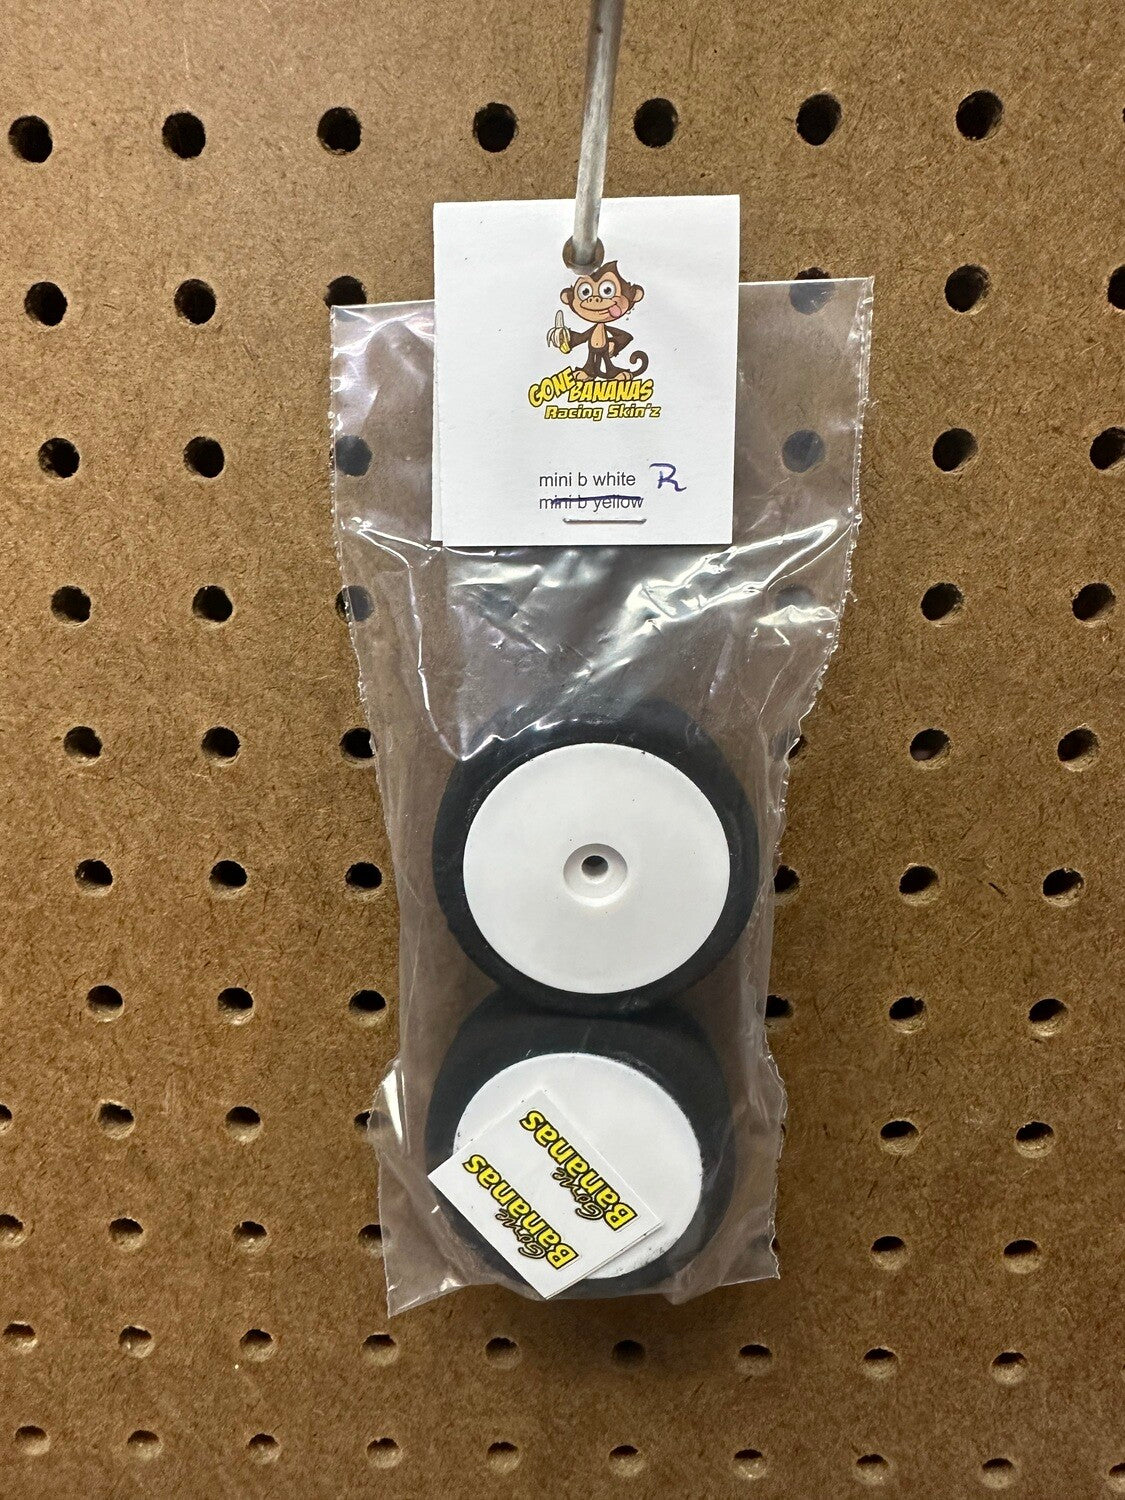 GONE
BANANAS
Racing Skin'z
mini b white R
mini b yellow
Gone
Bananas
Gone
Bananas